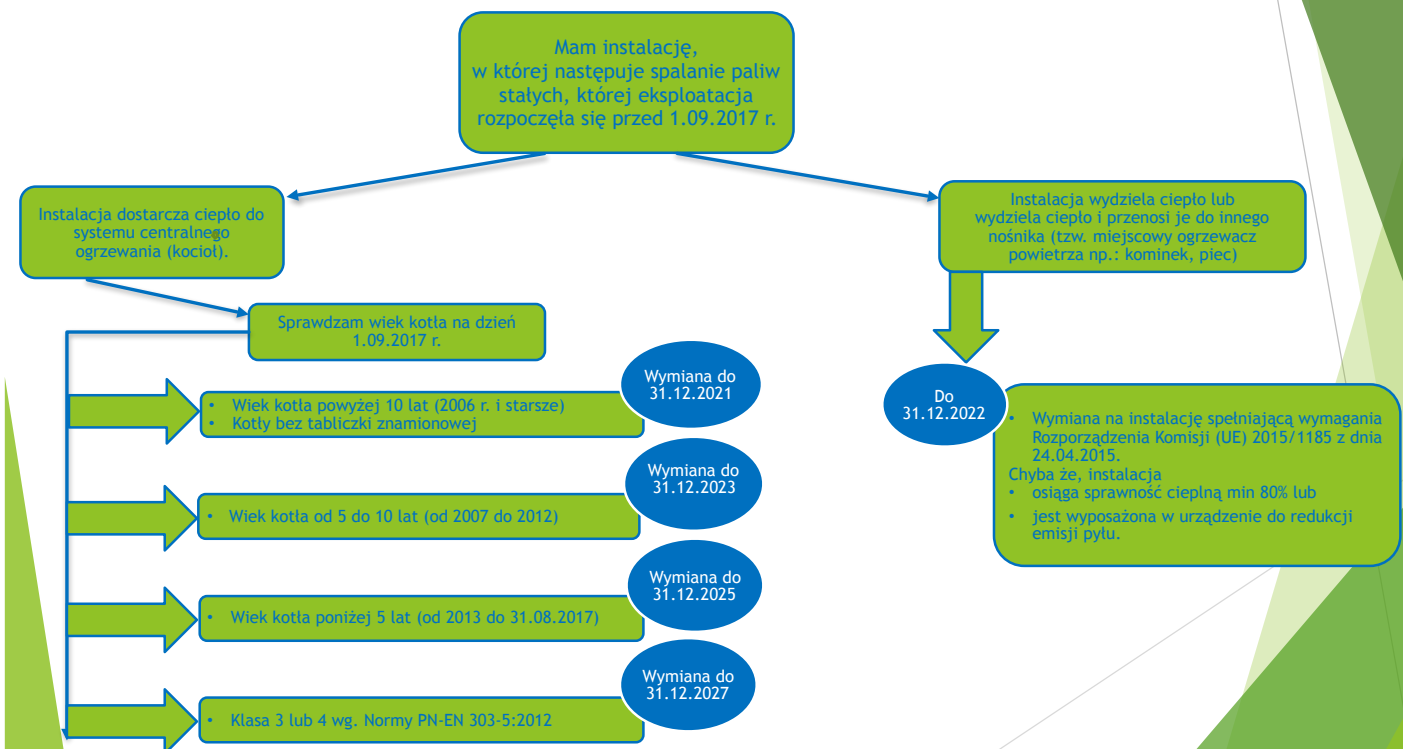 Mam instalację,
w której następuje spalanie paliw
stałych, której eksploatacja
rozpoczęła się przed 1.09.2017 r.
Instalacja dostarcza ciepło do
systemu centralnego
ogrzewania (kocioł).
Instalacja wydziela ciepło lub
wydziela ciepło i przenosi je do innego
nośnika (tzw. miejscowy ogrzewacz
powietrza np.: kominek, piec)
Sprawdzam wiek kotła na dzień
1.09.2017 r.
Wymiana do
31.12.2021
• Wiek kotła powyżej 10 lat (2006 r. i starsze)
• Kotły bez tabliczki znamionowej
Wymiana do
31.12.2023
• Wiek kotła od 5 do 10 lat (od 2007 do 2012)
Wymiana do
31.12.2025
• Wiek kotła poniżej 5 lat (od 2013 do 31.08.2017)
Wymiana do
31.12.2027
• Klasa 3 lub 4 wg. Normy PN-EN 303-5:2012
Do
31.12.2022
• Wymiana na instalację spełniającą wymagania
Rozporządzenia Komisji (UE) 2015/1185 z dnia
24.04.2015.
Chyba że, instalacja
• osiąga sprawność cieplną min 80% lub
• jest wyposażona w urządzenie do redukcji
emisji pyłu.